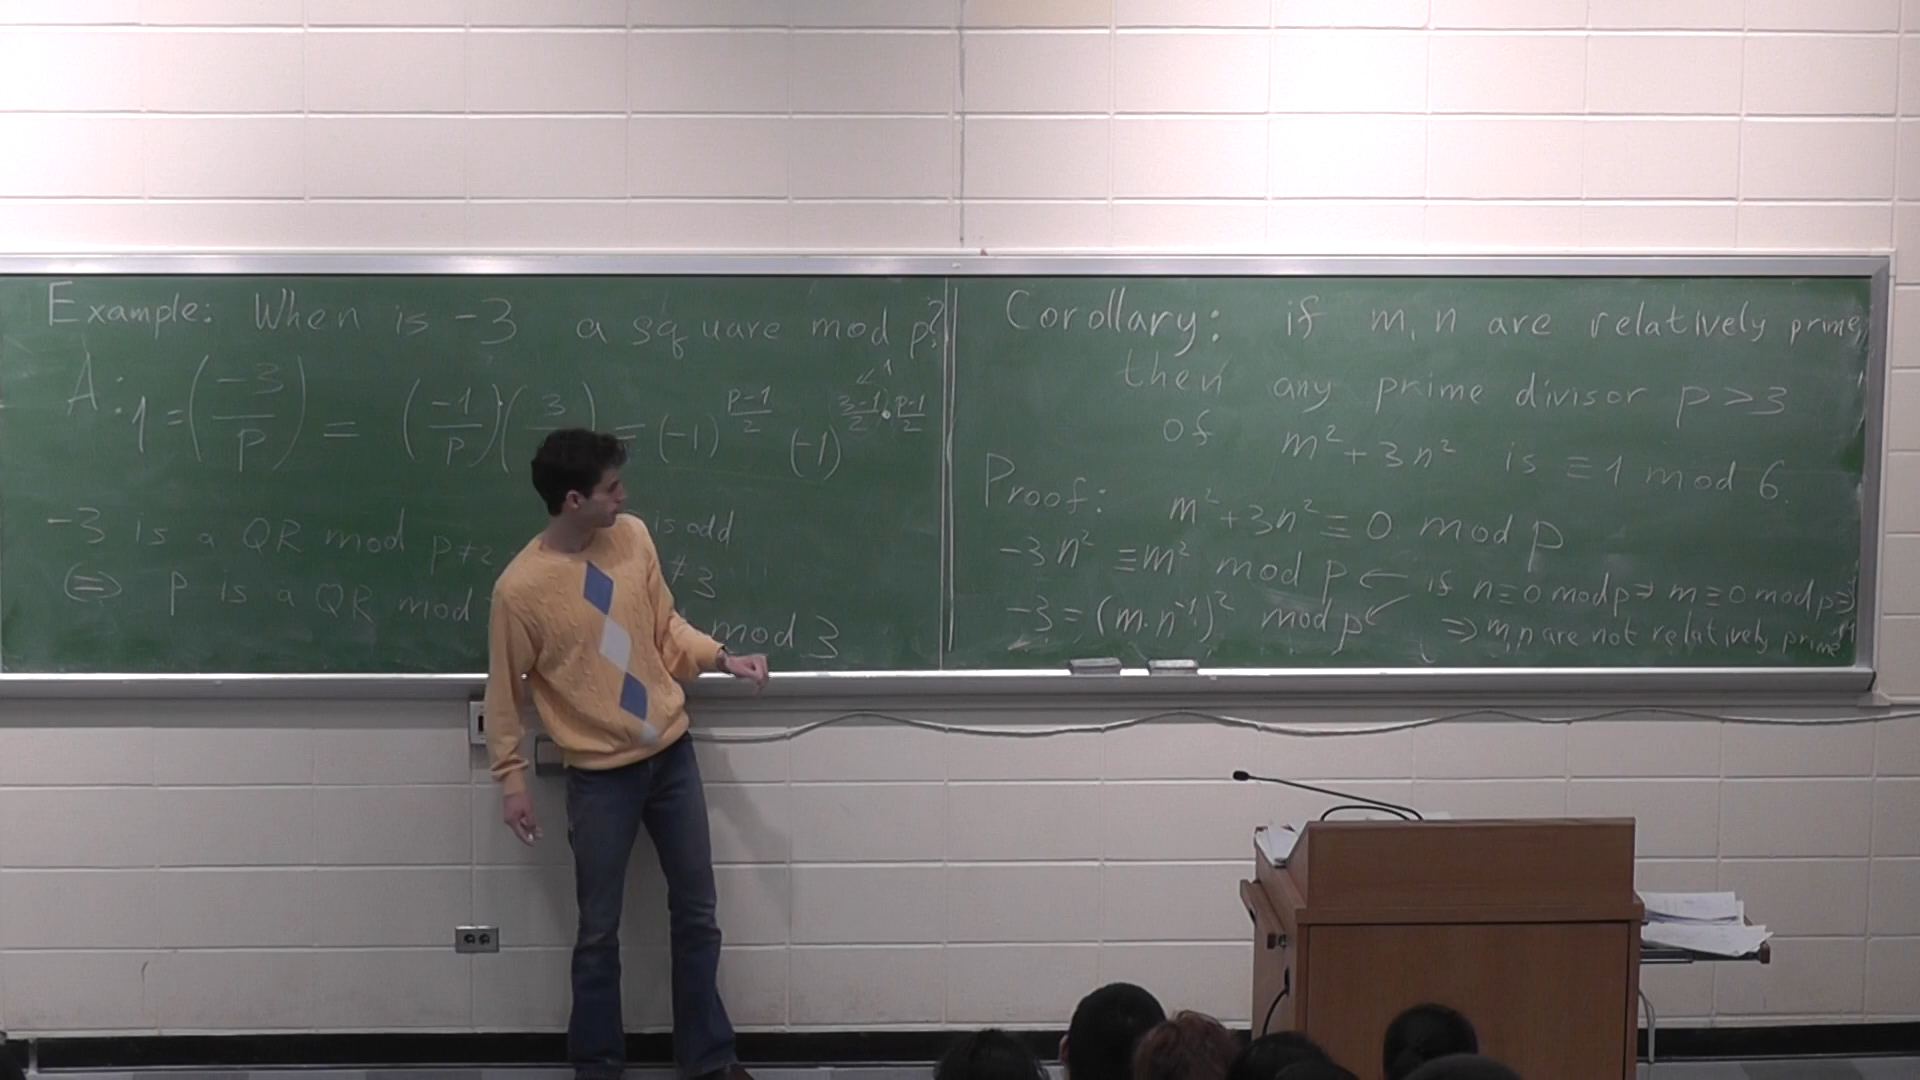 Example: When is -3 a square mod p?
A: 1 = (-3/p) = (-1/p)(3 = (-1)^{p-1/2} (-1)^{3-1/2 · p-1/2}
1
-3 is a QR mod p≠2 is odd
≠3
⇔ p is a QR mod mod 3
Corollary: if m, n are relatively prime,
then any prime divisor p > 3
of m² + 3n² is ≡ 1 mod 6.
Proof: m² + 3n² ≡ 0 mod p
-3n² ≡ m² mod p ← if n ≡ 0 mod p ⇒ m ≡ 0 mod p ⇒
-3 = (m·n⁻¹)² mod p ⇒ m, n are not relatively prime